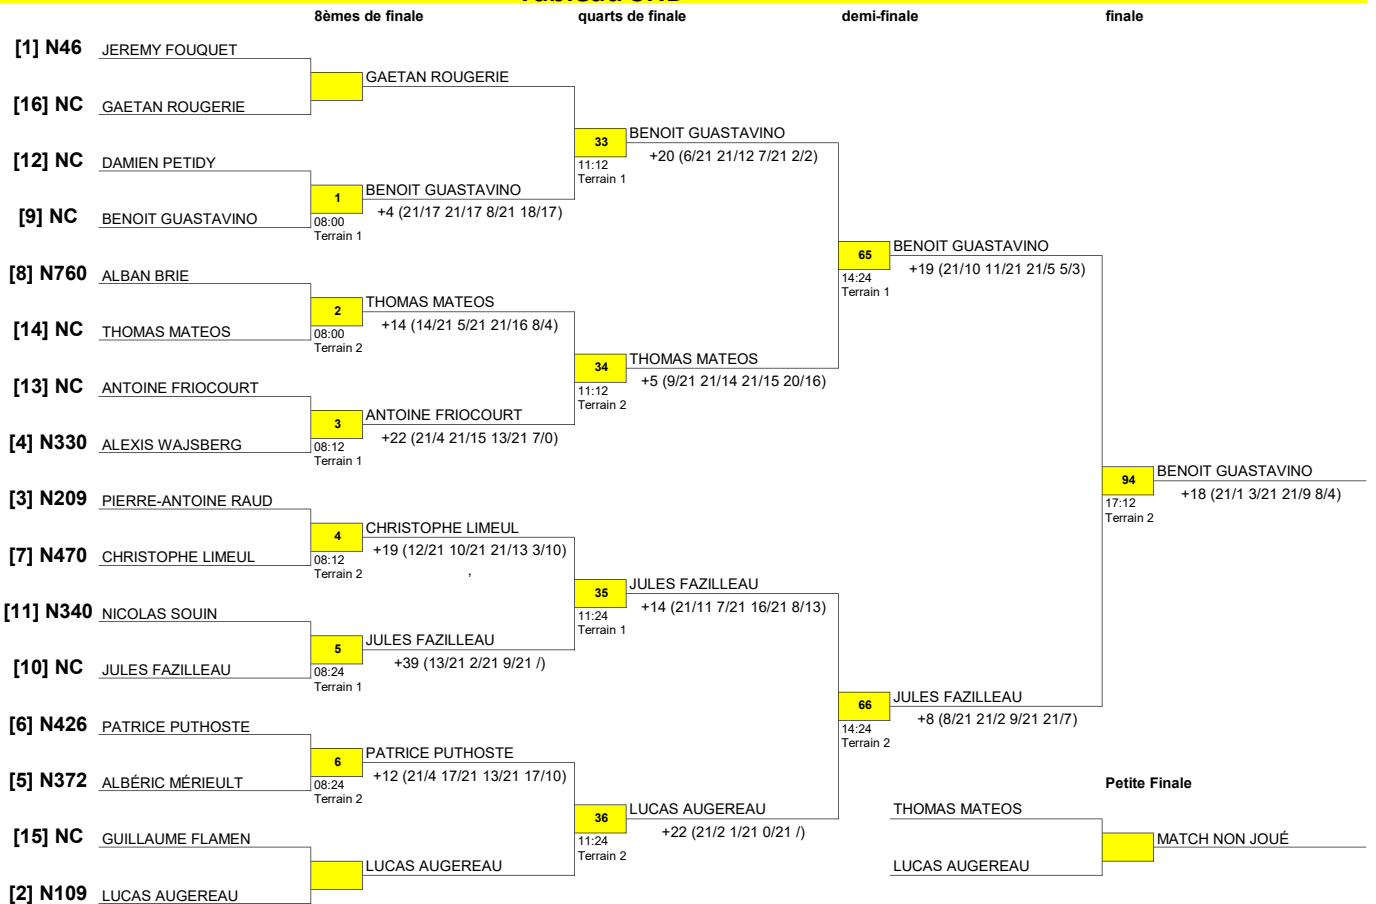 8èmes de finale quarts de finale demi-finale finale
[1] N46 JEREMY FOUQUET
GAETAN ROUGERIE
[16] NC GAETAN ROUGERIE
33 BENOIT GUASTAVINO
+20 (6/21 21/12 7/21 2/2)
11:12
Terrain 1
[12] NC DAMIEN PETIDY
1 BENOIT GUASTAVINO
+4 (21/17 21/17 8/21 18/17)
08:00
Terrain 1
[9] NC BENOIT GUASTAVINO
65 BENOIT GUASTAVINO
+19 (21/10 11/21 21/5 5/3)
14:24
Terrain 1
[8] N760 ALBAN BRIE
2 THOMAS MATEOS
+14 (14/21 5/21 21/16 8/4)
08:00
Terrain 2
[14] NC THOMAS MATEOS
34 THOMAS MATEOS
+5 (9/21 21/14 21/15 20/16)
11:12
Terrain 2
[13] NC ANTOINE FRIOCOURT
3 ANTOINE FRIOCOURT
+22 (21/4 21/15 13/21 7/0)
08:12
Terrain 1
[4] N330 ALEXIS WAJSBERG
94 BENOIT GUASTAVINO
+18 (21/1 3/21 21/9 8/4)
17:12
Terrain 2
[3] N209 PIERRE-ANTOINE RAUD
4 CHRISTOPHE LIMEUL
+19 (12/21 10/21 21/13 3/10)
08:12
Terrain 2 ,
[7] N470 CHRISTOPHE LIMEUL
35 JULES FAZILLEAU
+14 (21/11 7/21 16/21 8/13)
11:24
Terrain 1
[11] N340 NICOLAS SOUIN
5 JULES FAZILLEAU
+39 (13/21 2/21 9/21 /)
08:24
Terrain 1
[10] NC JULES FAZILLEAU
66 JULES FAZILLEAU
+8 (8/21 21/2 9/21 21/7)
14:24
Terrain 2
[6] N426 PATRICE PUTHOSTE
6 PATRICE PUTHOSTE
+12 (21/4 17/21 13/21 17/10)
08:24
Terrain 2
[5] N372 ALBÉRIC MÉRIEULT
36 LUCAS AUGEREAU
+22 (21/2 1/21 0/21 /)
11:24
Terrain 2
[15] NC GUILLAUME FLAMEN
LUCAS AUGEREAU
[2] N109 LUCAS AUGEREAU
Petite Finale
THOMAS MATEOS
MATCH NON JOUÉ
LUCAS AUGEREAU